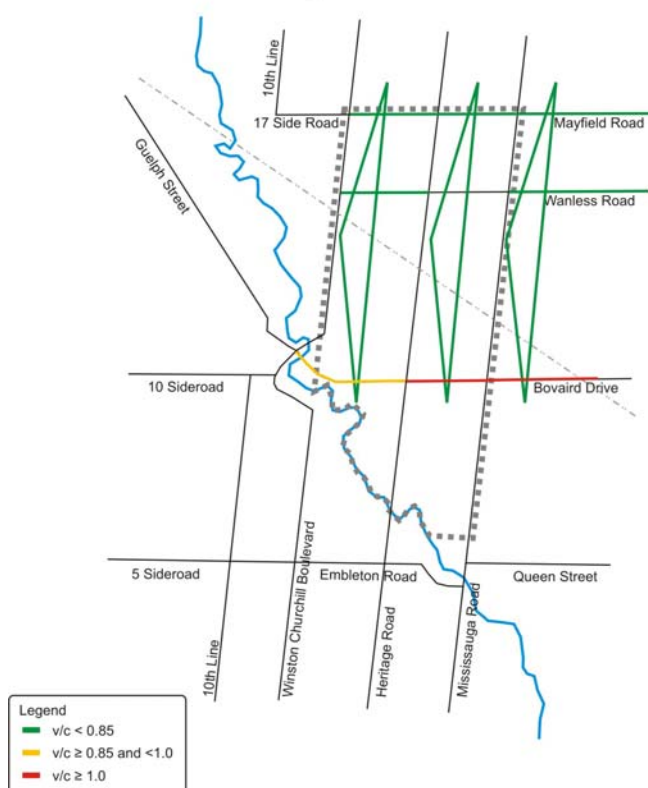 10th Line
17 Side Road
Mayfield Road
Guelph Street
Wanless Road
10 Sideroad
Bovaird Drive
5 Sideroad
Winston Churchill Boulevard
Embleton Road
Queen Street
10th Line
Heritage Road
Mississauga Road
Legend
v/c < 0.85
v/c ≥ 0.85 and <1.0
v/c ≥ 1.0